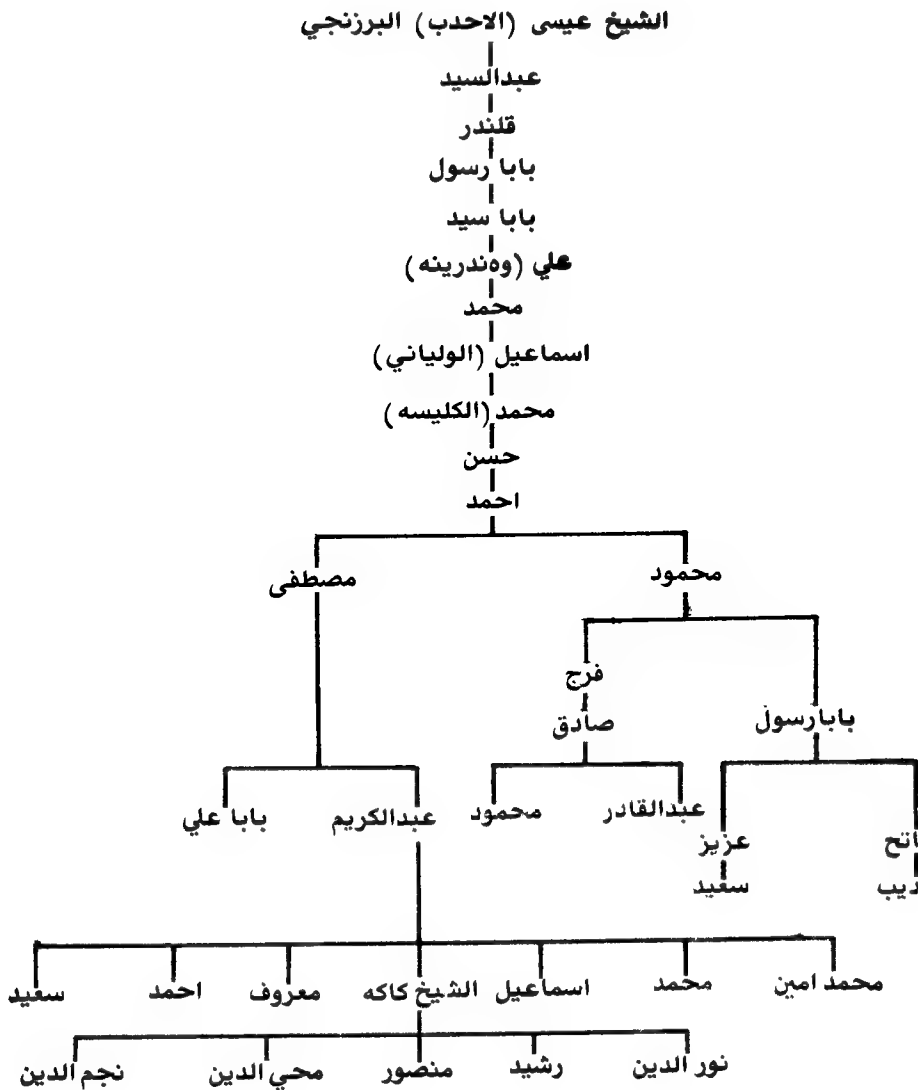 الشيخ عيسى (الاحدب) البرزنجي
عبدالسيد
قلندر
بابا رسول
بابا سيد
علي (وەندرينه)
محمد
اسماعيل (الولياني)
محمد (الكليسه)
حسن
احمد
محمود مصطفى
فرج
بابارسول صادق
عبدالقادر محمود عبدالكريم بابا علي
عزيز
سعيد
محمد امين محمد اسماعيل الشيخ كاكه معروف احمد سعيد
نور الدين رشيد منصور محي الدين نجم الدين